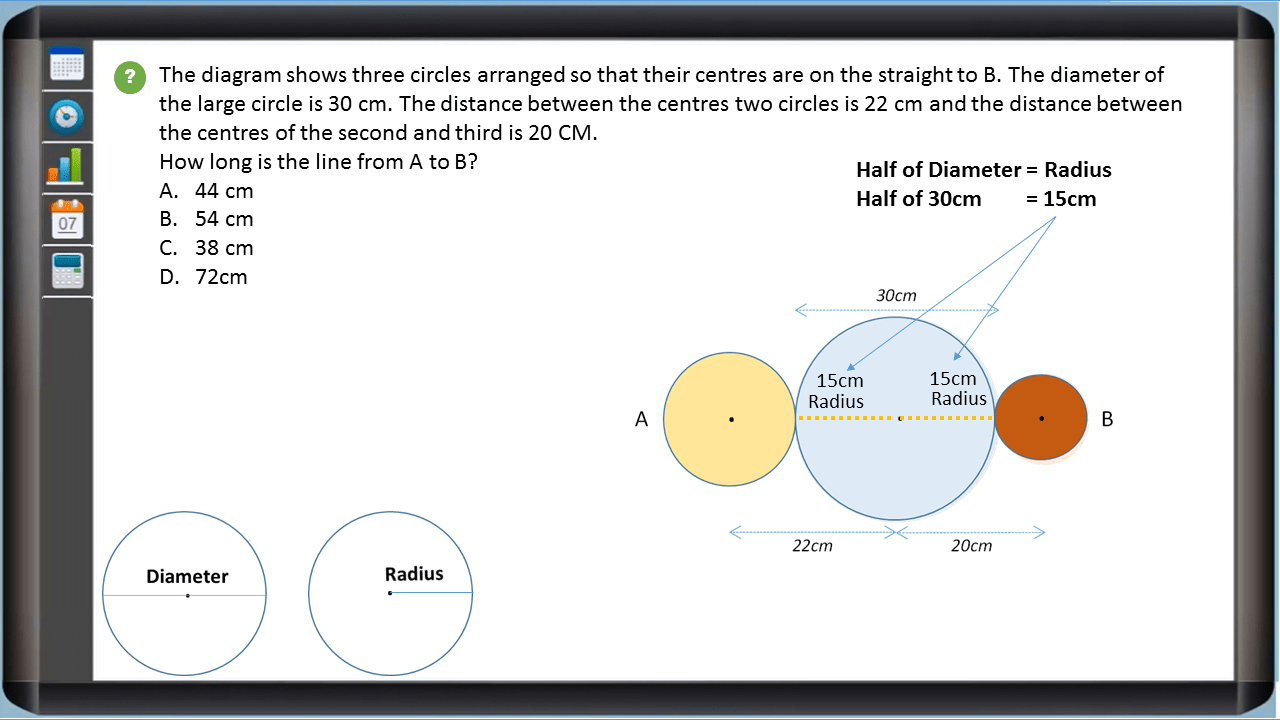 ?
The diagram shows three circles arranged so that their centres are on the straight to B. The diameter of
the large circle is 30 cm. The distance between the centres two circles is 22 cm and the distance between
the centres of the second and third is 20 CM.
How long is the line from A to B?
A. 44 cm
B. 54 cm
C. 38 cm
D. 72cm
Half of Diameter = Radius
Half of 30cm = 15cm
07
30cm
15cm
Radius
15cm
Radius
A
B
22cm
20cm
Diameter
Radius